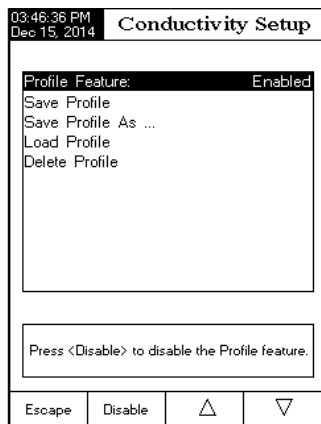 03:46:36 PM
Dec 15, 2014
Conductivity Setup
Profile Feature: Enabled
Save Profile
Save Profile As ...
Load Profile
Delete Profile
Press <Disable> to disable the Profile feature.
Escape Disable △ ▽